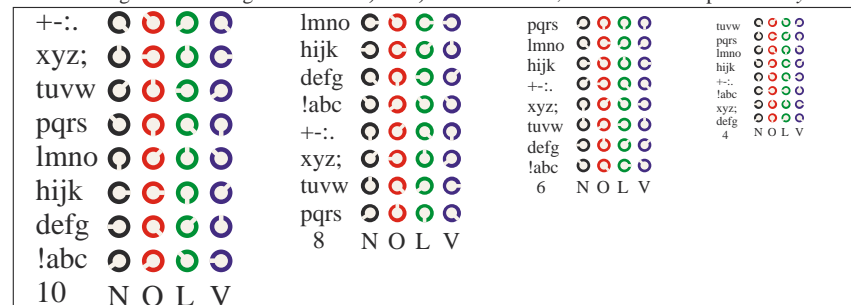 +-:.
xyz;
tuvw
pqrs
lmno
hijk
defg
!abc
10 N O L V
lmno
hijk
defg
!abc
+-:.
xyz;
tuvw
pqrs
8 N O L V
pqrs
lmno
hijk
+-:.
xyz;
tuvw
defg
!abc
6 N O L V
tuvw
pqrs
lmno
hijk
+-:.
!abc
xyz;
defg
4 N O L V